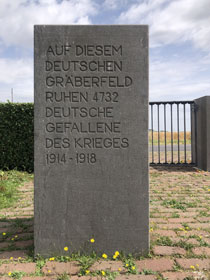 AUF DIESEM
DEUTSCHEN
GRÄBERFELD
RUHEN 4732
DEUTSCHE
GEFALLENE
DES KRIEGES
1914 - 1918